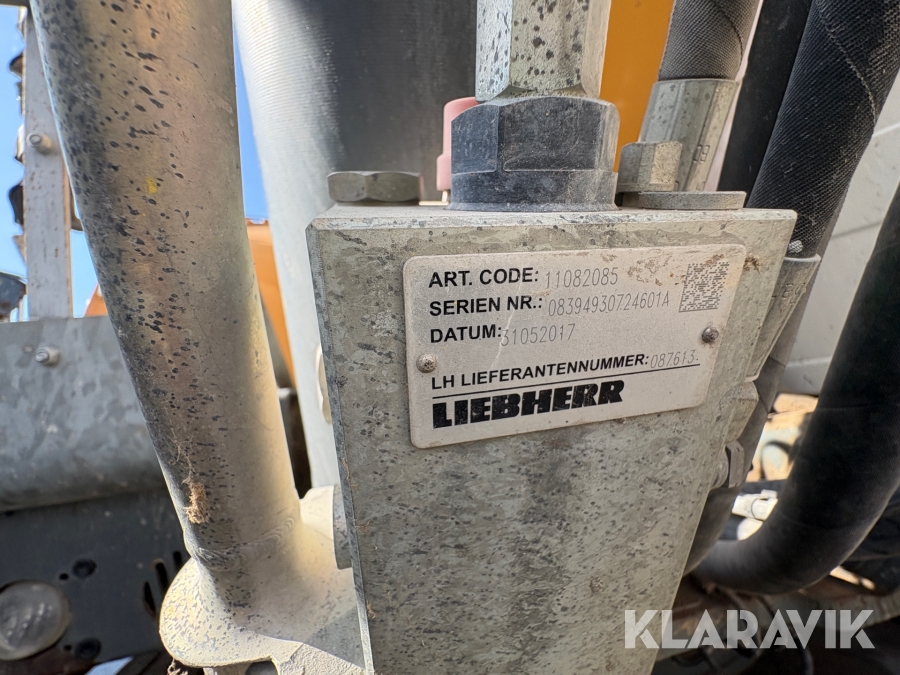 ART. CODE: 11082085
SERIEN NR.: 08394930724601A
DATUM: 31052017
LH LIEFERANTENNUMMER: 087613-
LIEBHERR
KLARAVIK